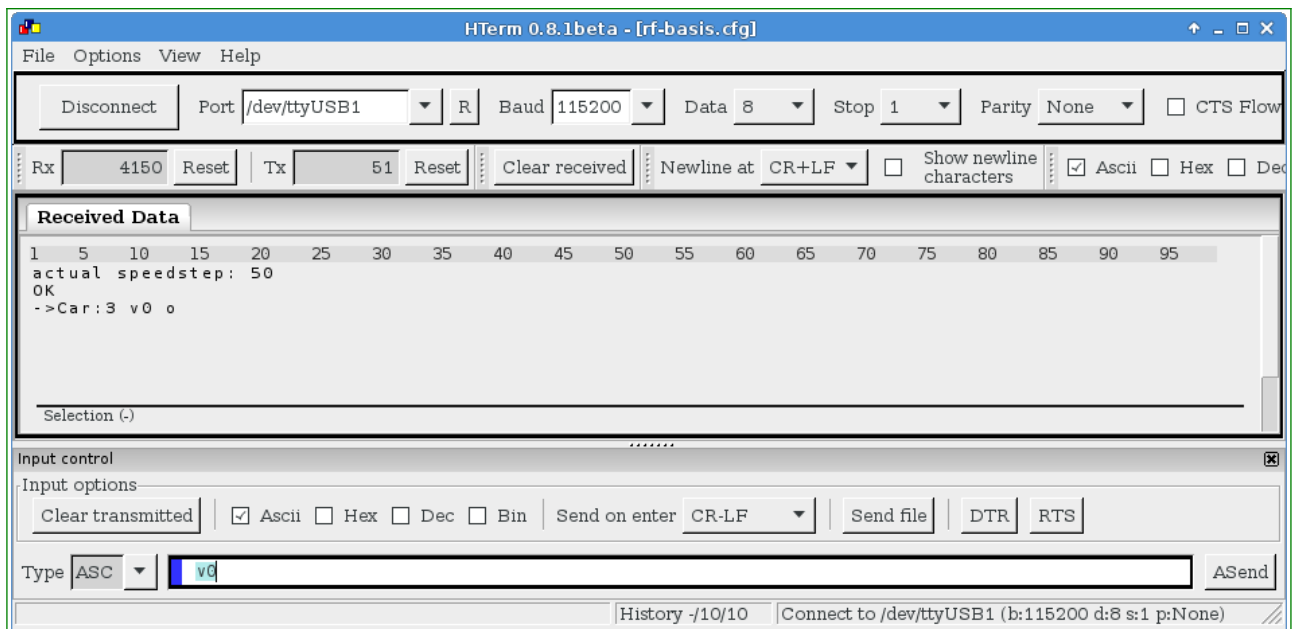 HTerm 0.8.1beta - [rf-basis.cfg]
File Options View Help
Disconnect Port /dev/ttyUSB1 R Baud 115200 Data 8 Stop 1 Parity None CTS Flow
Rx 4150 Reset Tx 51 Reset Clear received Newline at CR+LF Show newline characters Ascii Hex Dec
Received Data
1 5 10 15 20 25 30 35 40 45 50 55 60 65 70 75 80 85 90 95
actual speedstep: 50
OK
->Car:3 v0 o
Selection (-)
Input control
Input options
Clear transmitted Ascii Hex Dec Bin Send on enter CR-LF Send file DTR RTS
Type ASC v0 ASend
History -/10/10 Connect to /dev/ttyUSB1 (b:115200 d:8 s:1 p:None)